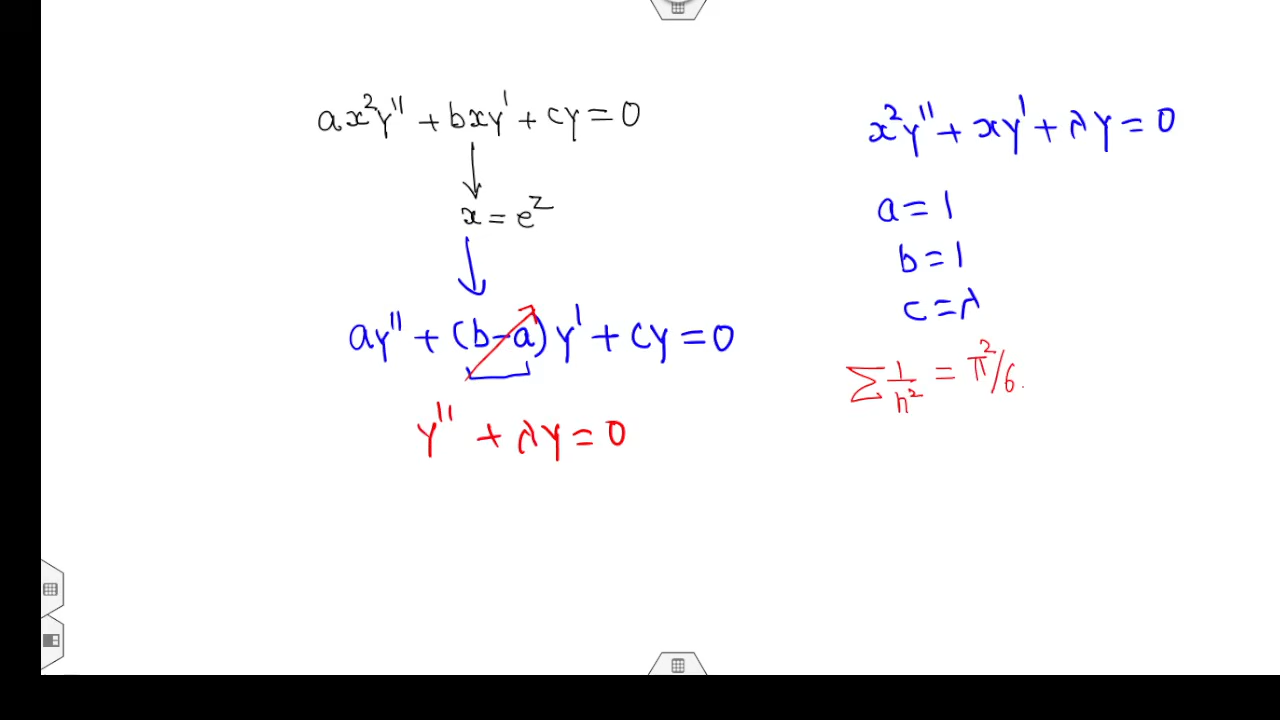 ax²y'' + bxy' + cy = 0
x = e^z
ay'' + (b-a)y' + cy = 0
y'' + λy = 0
x²y'' + xy' + λy = 0
a = 1
b = 1
c = λ
∑ 1/n² = π²/6.